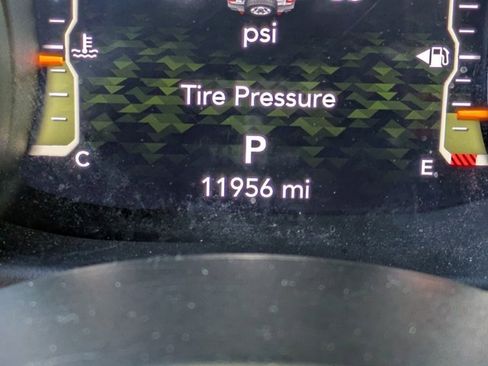 psi
Tire Pressure
P
C
E
11956 mi